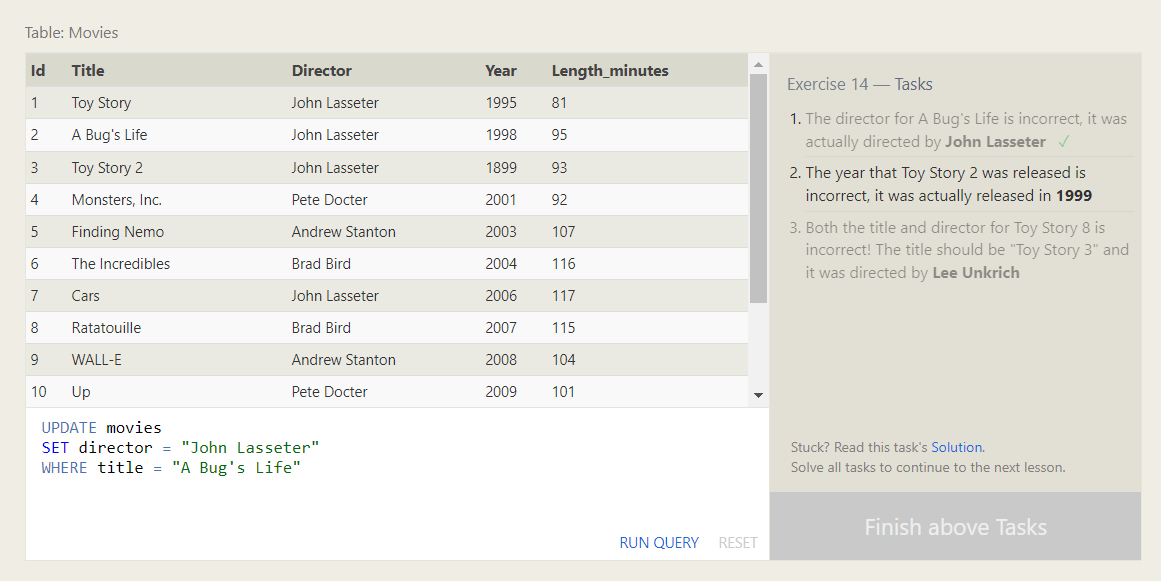 Table: Movies
Id Title Director Year Length_minutes
1 Toy Story John Lasseter 1995 81
2 A Bug's Life John Lasseter 1998 95
3 Toy Story 2 John Lasseter 1899 93
4 Monsters, Inc. Pete Docter 2001 92
5 Finding Nemo Andrew Stanton 2003 107
6 The Incredibles Brad Bird 2004 116
7 Cars John Lasseter 2006 117
8 Ratatouille Brad Bird 2007 115
9 WALL-E Andrew Stanton 2008 104
10 Up Pete Docter 2009 101
UPDATE movies
SET director = "John Lasseter"
WHERE title = "A Bug's Life"
RUN QUERY RESET
Exercise 14 — Tasks
1. The director for A Bug's Life is incorrect, it was
actually directed by John Lasseter ✓
2. The year that Toy Story 2 was released is
incorrect, it was actually released in 1999
3. Both the title and director for Toy Story 8 is
incorrect! The title should be "Toy Story 3" and
it was directed by Lee Unkrich
Stuck? Read this task's Solution.
Solve all tasks to continue to the next lesson.
Finish above Tasks